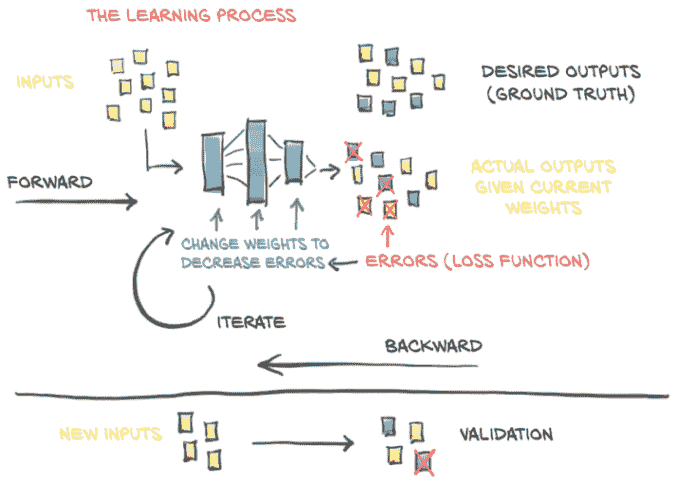 THE LEARNING PROCESS
INPUTS
DESIRED OUTPUTS
(GROUND TRUTH)
ACTUAL OUTPUTS
GIVEN CURRENT
WEIGHTS
FORWARD
CHANGE WEIGHTS TO
DECREASE ERRORS
ERRORS (LOSS FUNCTION)
ITERATE
BACKWARD
NEW INPUTS
VALIDATION